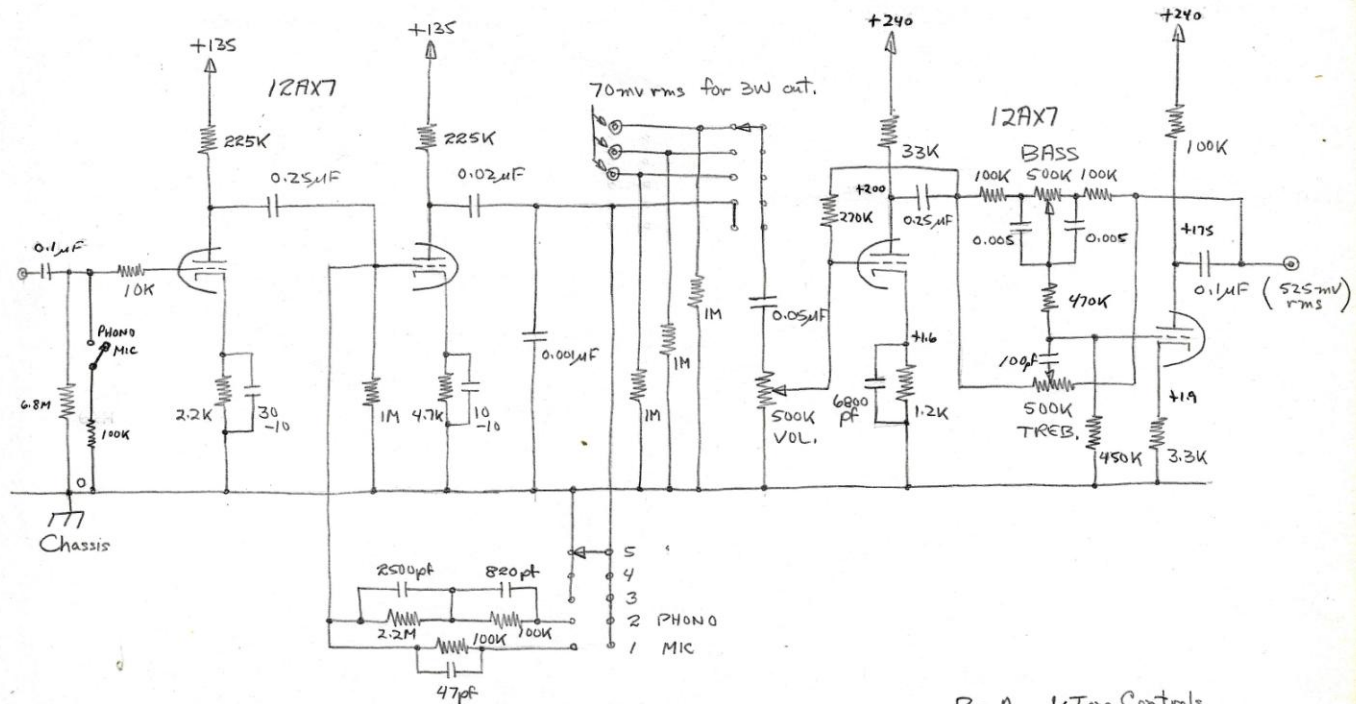 +135
12AX7
225K
0.25µF
0.1µF
10K
PHONO
MIC
6.8M
100K
0
Chassis
2.2K
30
-10
+135
225K
0.02µF
1M
4.7K
10
-10
0.001µF
70mv rms for 3W out.
1M
1M
1M
0.05µF
500K
VOL.
+240
33K
+200
270K
0.25µF
+1.6
6800
pf
1.2K
12AX7
BASS
100K 500K 100K
0.005
0.005
470K
100pf
500K
TREB.
450K
+240
100K
+175
0.1µF
(525mv
rms)
+1.9
3.3K
2500pf
820pf
2.2M
100K
100K
47pf
5
4
3
2 PHONO
1 MIC